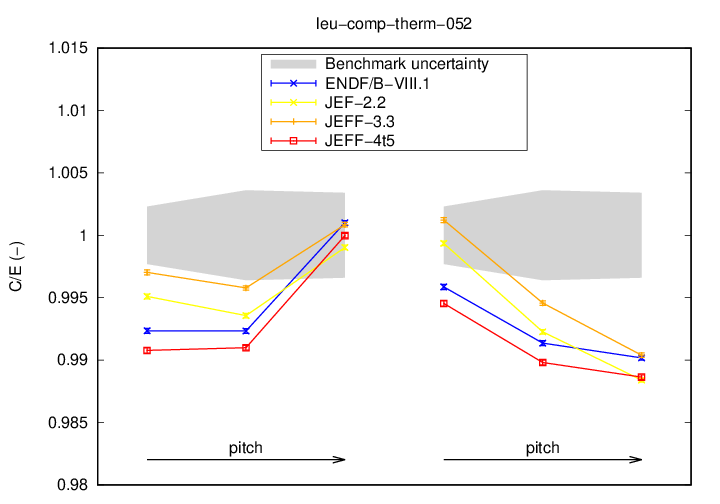 leu−comp−therm−052
1.015
1.01
1.005
1
0.995
0.99
0.985
0.98
C/E (−)
Benchmark uncertainty
ENDF/B−VIII.1
JEF−2.2
JEFF−3.3
JEFF−4t5
pitch
pitch